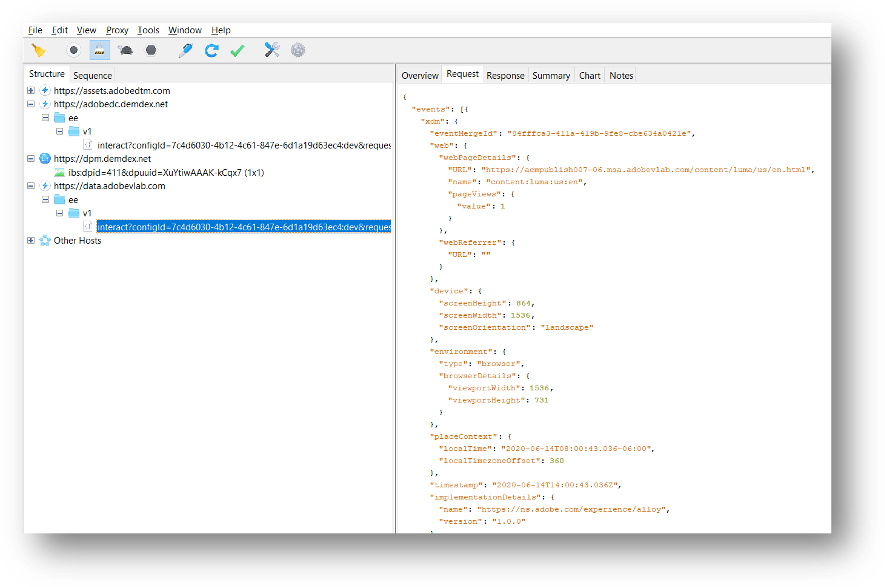 File Edit View Proxy Tools Window Help
Structure Sequence
https://assets.adobedtm.com
https://adobedc.demdex.net
ee
v1
interact?configId=7c4d6030-4b12-4c61-847e-6d1a19d63ec4:dev&reques
https://dpm.demdex.net
ibs:dpid=411&dpuuid=XuYtiwAAAK-kCqx7 (1x1)
https://data.adobevlab.com
ee
v1
interact?configId=7c4d6030-4b12-4c61-847e-6d1a19d63ec4:dev&reques
Other Hosts
Overview Request Response Summary Chart Notes
{
"events": [{
"xdm": {
"eventMergeId": "04fffca3-411a-419b-9fe0-cbe634a0421e",
"web": {
"webPageDetails": {
"URL": "https://aempublish007-06.msa.adobevlab.com/content/luma/us/en.html",
"name": "content:luma:us:en",
"pageViews": {
"value": 1
}
},
"webReferrer": {
"URL": ""
}
},
"device": {
"screenHeight": 864,
"screenWidth": 1536,
"screenOrientation": "landscape"
},
"environment": {
"type": "browser",
"browserDetails": {
"viewportWidth": 1536,
"viewportHeight": 731
}
},
"placeContext": {
"localTime": "2020-06-14T08:00:43.036-06:00",
"localTimezoneOffset": 360
},
"timestamp": "2020-06-14T14:00:43.036Z",
"implementationDetails": {
"name": "https://ns.adobe.com/experience/alloy",
"version": "1.0.0"